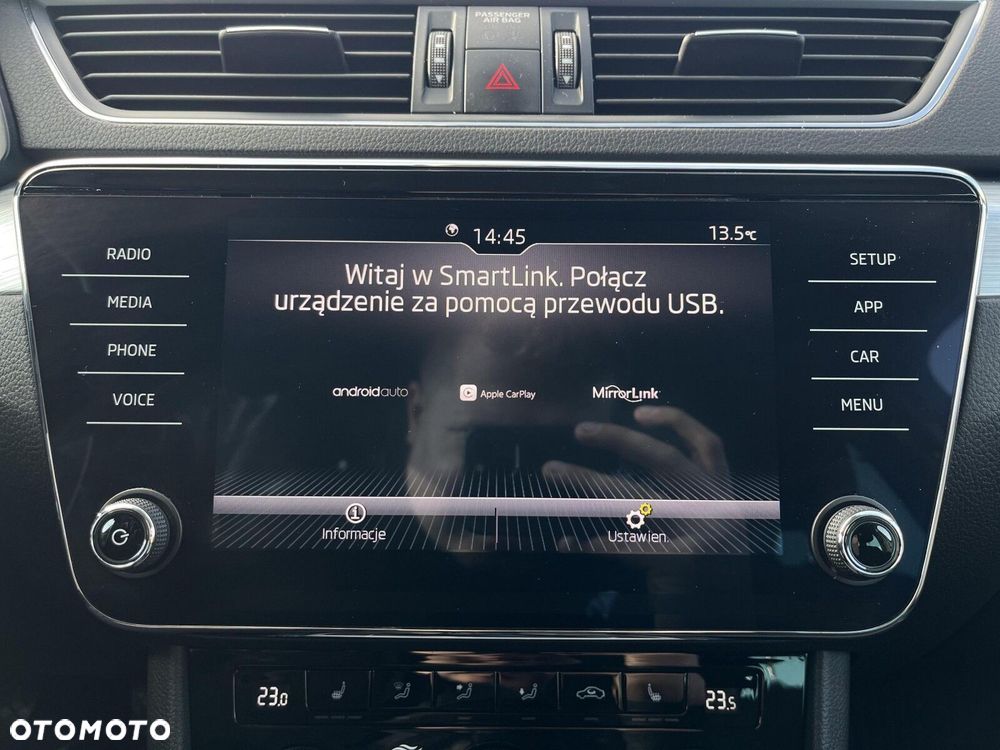 PASSENGER
AIR BAG
14:45
13.5°C
Witaj w SmartLink. Połącz
urządzenie za pomocą przewodu USB.
androidauto
Apple CarPlay
MirrorLink
Informacje
Ustawien.
RADIO
MEDIA
PHONE
VOICE
SETUP
APP
CAR
MENU
23.0
23.5
OTOMOTO